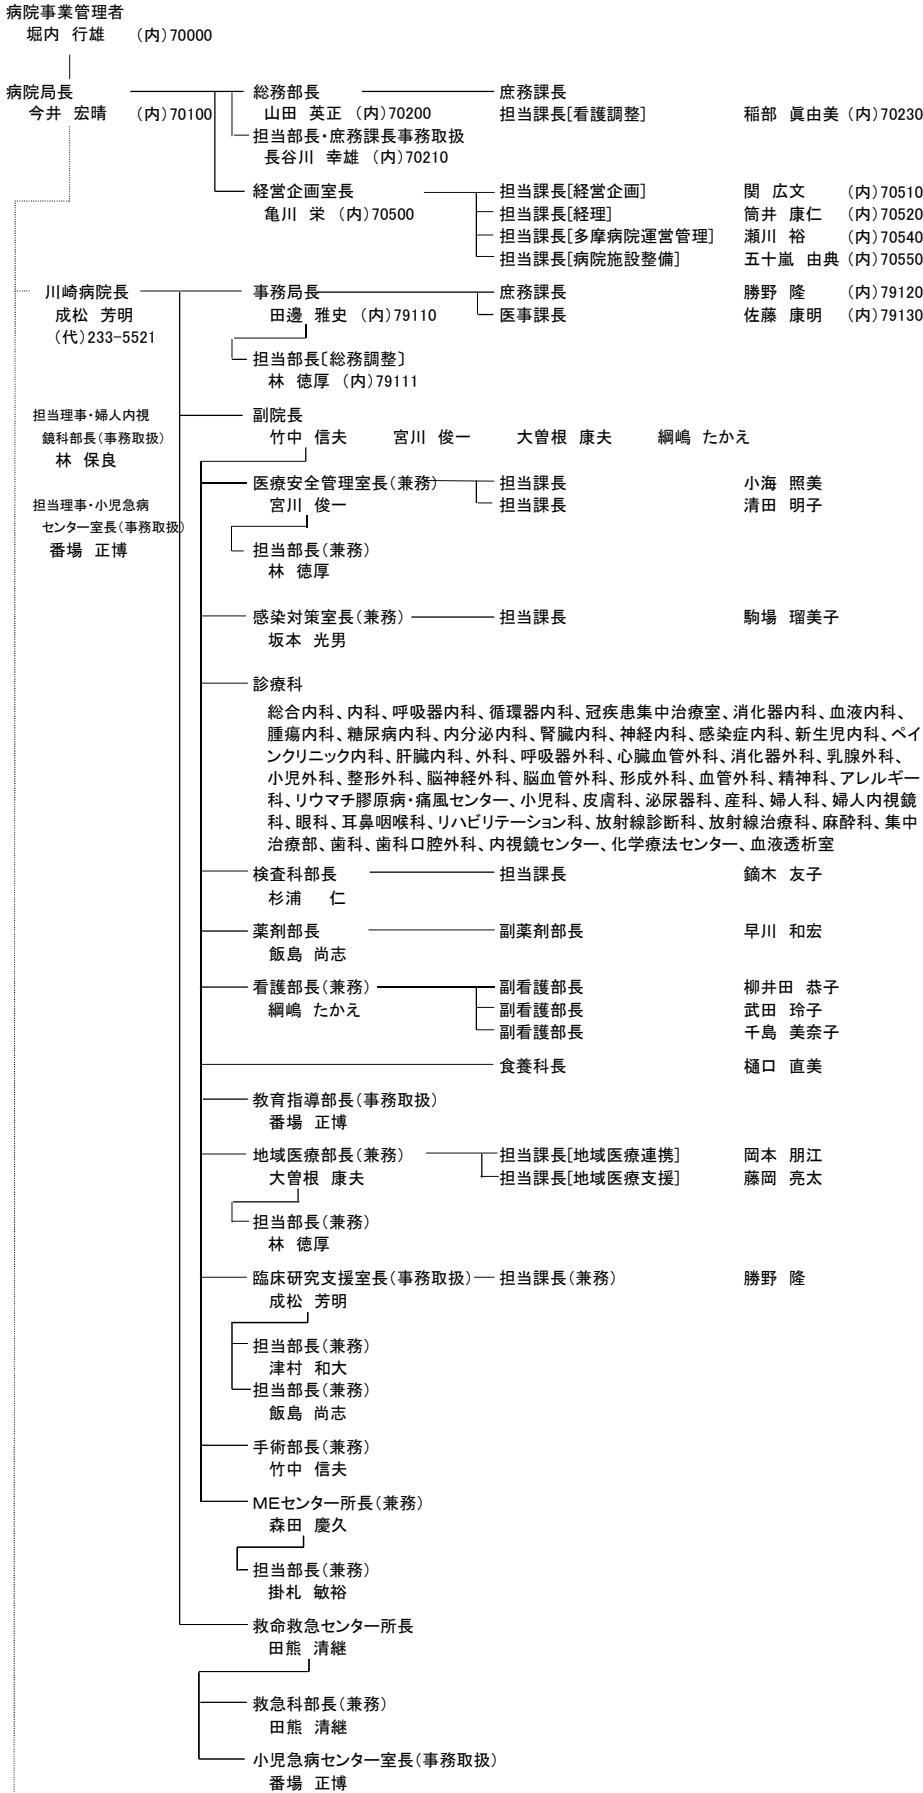 病院事業管理者
堀内 行雄 (内)70000
病院局長 総務部長 庶務課長
今井 宏晴 (内)70100 山田 英正 (内)70200 担当課長[看護調整] 稲部 眞由美 (内)70230
担当部長・庶務課長事務取扱
長谷川 幸雄 (内)70210
経営企画室長 担当課長[経営企画] 関 広文 (内)70510
亀川 栄 (内)70500 担当課長[経理] 筒井 康仁 (内)70520
担当課長[多摩病院運営管理] 瀬川 裕 (内)70540
担当課長[病院施設整備] 五十嵐 由典 (内)70550
川崎病院長 事務局長 庶務課長 勝野 隆 (内)79120
成松 芳明 田邊 雅史 (内)79110 医事課長 佐藤 康明 (内)79130
(代)233-5521
担当部長〔総務調整〕
林 徳厚 (内)79111
担当理事・婦人内視 副院長
鏡科部長(事務取扱) 竹中 信夫 宮川 俊一 大曽根 康夫 綱嶋 たかえ
林 保良
医療安全管理室長(兼務) 担当課長 小海 照美
担当理事・小児急病 宮川 俊一 担当課長 清田 明子
センター室長(事務取扱)
番場 正博 担当部長(兼務)
林 徳厚
感染対策室長(兼務) 担当課長 駒場 瑠美子
坂本 光男
診療科
総合内科、内科、呼吸器内科、循環器内科、冠疾患集中治療室、消化器内科、血液内科、
腫瘍内科、糖尿病内科、内分泌内科、腎臓内科、神経内科、感染症内科、新生児内科、ペイ
ンクリニック内科、肝臓内科、外科、呼吸器外科、心臓血管外科、消化器外科、乳腺外科、
小児外科、整形外科、脳神経外科、脳血管外科、形成外科、血管外科、精神科、アレルギー
科、リウマチ膠原病・痛風センター、小児科、皮膚科、泌尿器科、産科、婦人科、婦人内視鏡
科、眼科、耳鼻咽喉科、リハビリテーション科、放射線診断科、放射線治療科、麻酔科、集中
治療部、歯科、歯科口腔外科、内視鏡センター、化学療法センター、血液透析室
検査科部長 担当課長 鏑木 友子
杉浦 仁
薬剤部長 副薬剤部長 早川 和宏
飯島 尚志
看護部長(兼務) 副看護部長 柳井田 恭子
綱嶋 たかえ 副看護部長 武田 玲子
副看護部長 千島 美奈子
食養科長 樋口 直美
教育指導部長(事務取扱)
番場 正博
地域医療部長(兼務) 担当課長[地域医療連携] 岡本 朋江
大曽根 康夫 担当課長[地域医療支援] 藤岡 亮太
担当部長(兼務)
林 徳厚
臨床研究支援室長(事務取扱) 担当課長(兼務) 勝野 隆
成松 芳明
担当部長(兼務)
津村 和大
担当部長(兼務)
飯島 尚志
手術部長(兼務)
竹中 信夫
MEセンター所長(兼務)
森田 慶久
担当部長(兼務)
掛札 敏裕
救命救急センター所長
田熊 清継
救急科部長(兼務)
田熊 清継
小児急病センター室長(事務取扱)
番場 正博